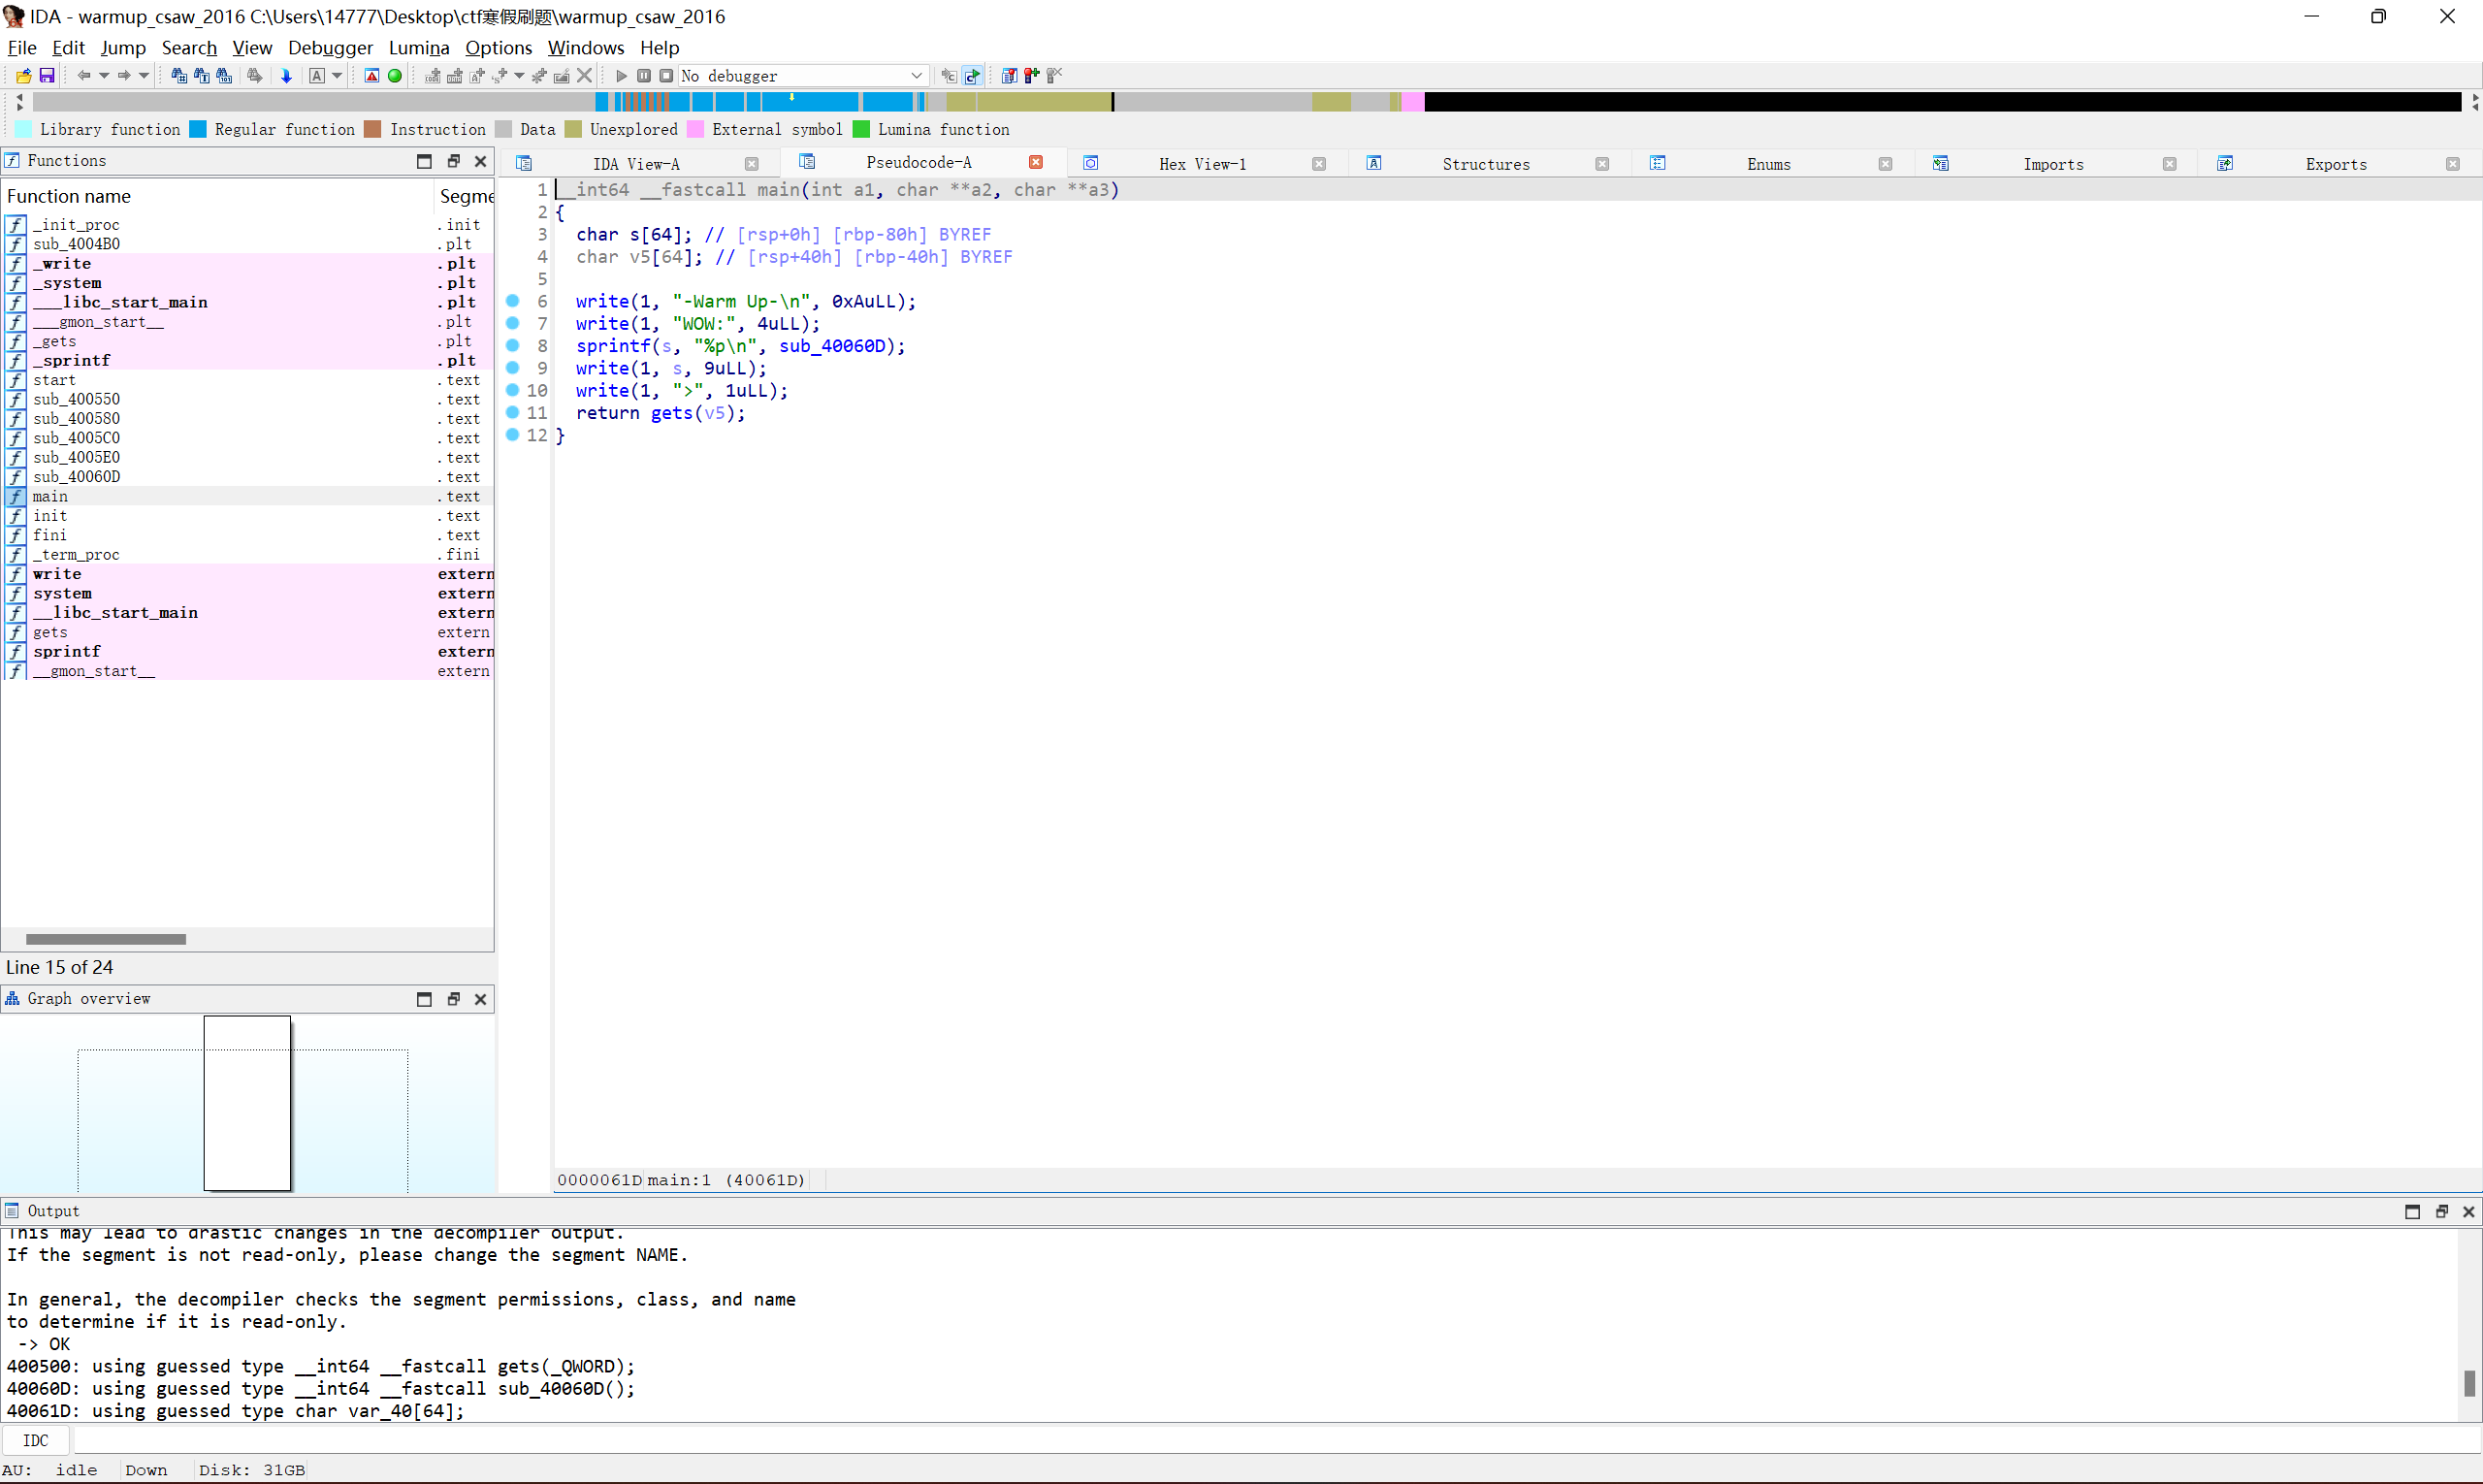 IDA - warmup_csaw_2016 C:\Users\14777\Desktop\ctf寒假刷题\warmup_csaw_2016
File Edit Jump Search View Debugger Lumina Options Windows Help
No debugger
Library function Regular function Instruction Data Unexplored External symbol Lumina function
Functions
Function name Segme
_init_proc .init
sub_4004B0 .plt
_write .plt
_system .plt
___libc_start_main .plt
___gmon_start__ .plt
_gets .plt
_sprintf .plt
start .text
sub_400550 .text
sub_400580 .text
sub_4005C0 .text
sub_4005E0 .text
sub_40060D .text
main .text
init .text
fini .text
_term_proc .fini
write extern
system extern
__libc_start_main extern
gets extern
sprintf extern
__gmon_start__ extern
Line 15 of 24
Graph overview
IDA View-A Pseudocode-A Hex View-1 Structures Enums Imports Exports
1 __int64 __fastcall main(int a1, char **a2, char **a3)
2 {
3 char s[64]; // [rsp+0h] [rbp-80h] BYREF
4 char v5[64]; // [rsp+40h] [rbp-40h] BYREF
5
6 write(1, "-Warm Up-\n", 0xAuLL);
7 write(1, "WOW:", 4uLL);
8 sprintf(s, "%p\n", sub_40060D);
9 write(1, s, 9uLL);
10 write(1, ">", 1uLL);
11 return gets(v5);
12 }
0000061D main:1 (40061D)
Output
This may lead to drastic changes in the decompiler output.
If the segment is not read-only, please change the segment NAME.
In general, the decompiler checks the segment permissions, class, and name
to determine if it is read-only.
-> OK
400500: using guessed type __int64 __fastcall gets(_QWORD);
40060D: using guessed type __int64 __fastcall sub_40060D();
40061D: using guessed type char var_40[64];
IDC
AU: idle Down Disk: 31GB